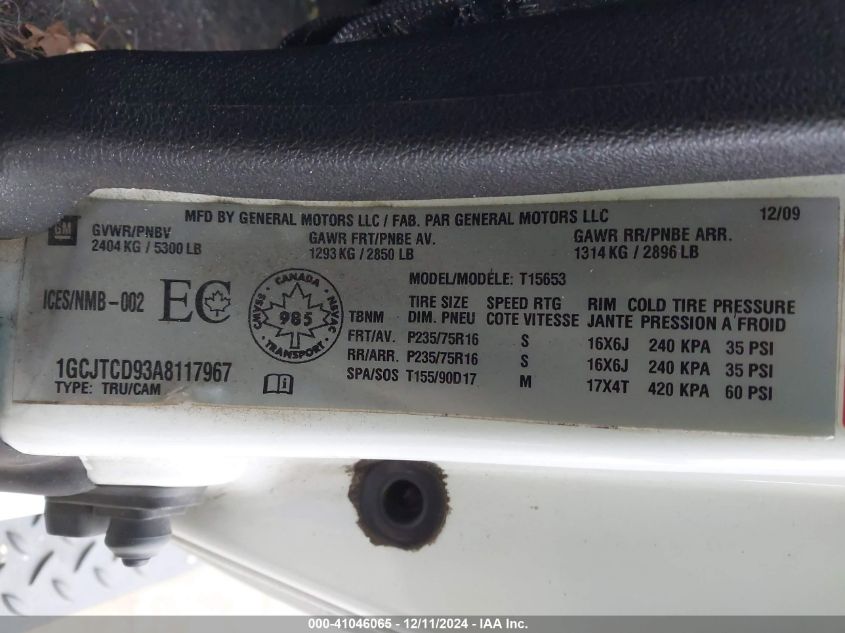 MFD BY GENERAL MOTORS LLC / FAB. PAR GENERAL MOTORS LLC 12/09
GM
GVWR/PNBV GAWR FRT/PNBE AV. GAWR RR/PNBE ARR.
2404 KG / 5300 LB 1293 KG / 2850 LB 1314 KG / 2896 LB
MODEL/MODÉLE: T15653
ICES/NMB-002 EC
CANADA
CMVSS NSVAC
985
TRANSPORT
TIRE SIZE SPEED RTG RIM COLD TIRE PRESSURE
TBNM DIM. PNEU COTE VITESSE JANTE PRESSION A FROID
FRT/AV. P235/75R16 S 16X6J 240 KPA 35 PSI
RR/ARR. P235/75R16 S 16X6J 240 KPA 35 PSI
SPA/SOS T155/90D17 M 17X4T 420 KPA 60 PSI
1GCJTCD93A8117967
TYPE: TRU/CAM
000-41046065 - 12/11/2024 - IAA Inc.